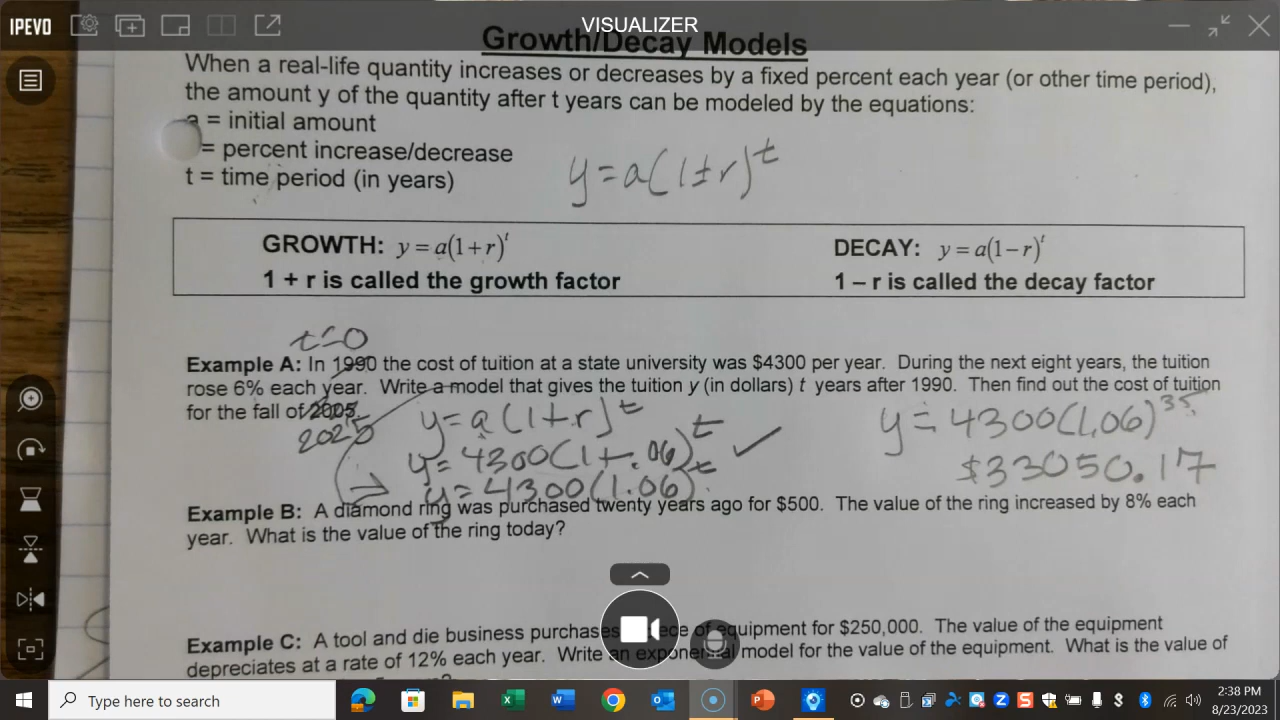 IPEVO
VISUALIZER
Growth/Decay Models
When a real-life quantity increases or decreases by a fixed percent each year (or other time period),
the amount y of the quantity after t years can be modeled by the equations:
a = initial amount
= percent increase/decrease
t = time period (in years)
y = a(1±r)^t
GROWTH: y = a(1+r)^t
1 + r is called the growth factor
DECAY: y = a(1−r)^t
1 – r is called the decay factor
t=0
Example A: In 1990 the cost of tuition at a state university was $4300 per year. During the next eight years, the tuition
rose 6% each year. Write a model that gives the tuition y (in dollars) t years after 1990. Then find out the cost of tuition
for the fall of 2005.
2025
y = a(1+r)^t
y = 4300(1+.06)^t ✓
y = 4300(1.06)^t
y = 4300(1.06)^35
$33050.17
Example B: A diamond ring was purchased twenty years ago for $500. The value of the ring increased by 8% each
year. What is the value of the ring today?
Example C: A tool and die business purchases piece of equipment for $250,000. The value of the equipment
depreciates at a rate of 12% each year. Write an exponential model for the value of the equipment. What is the value of
Type here to search
2:38 PM
8/23/2023